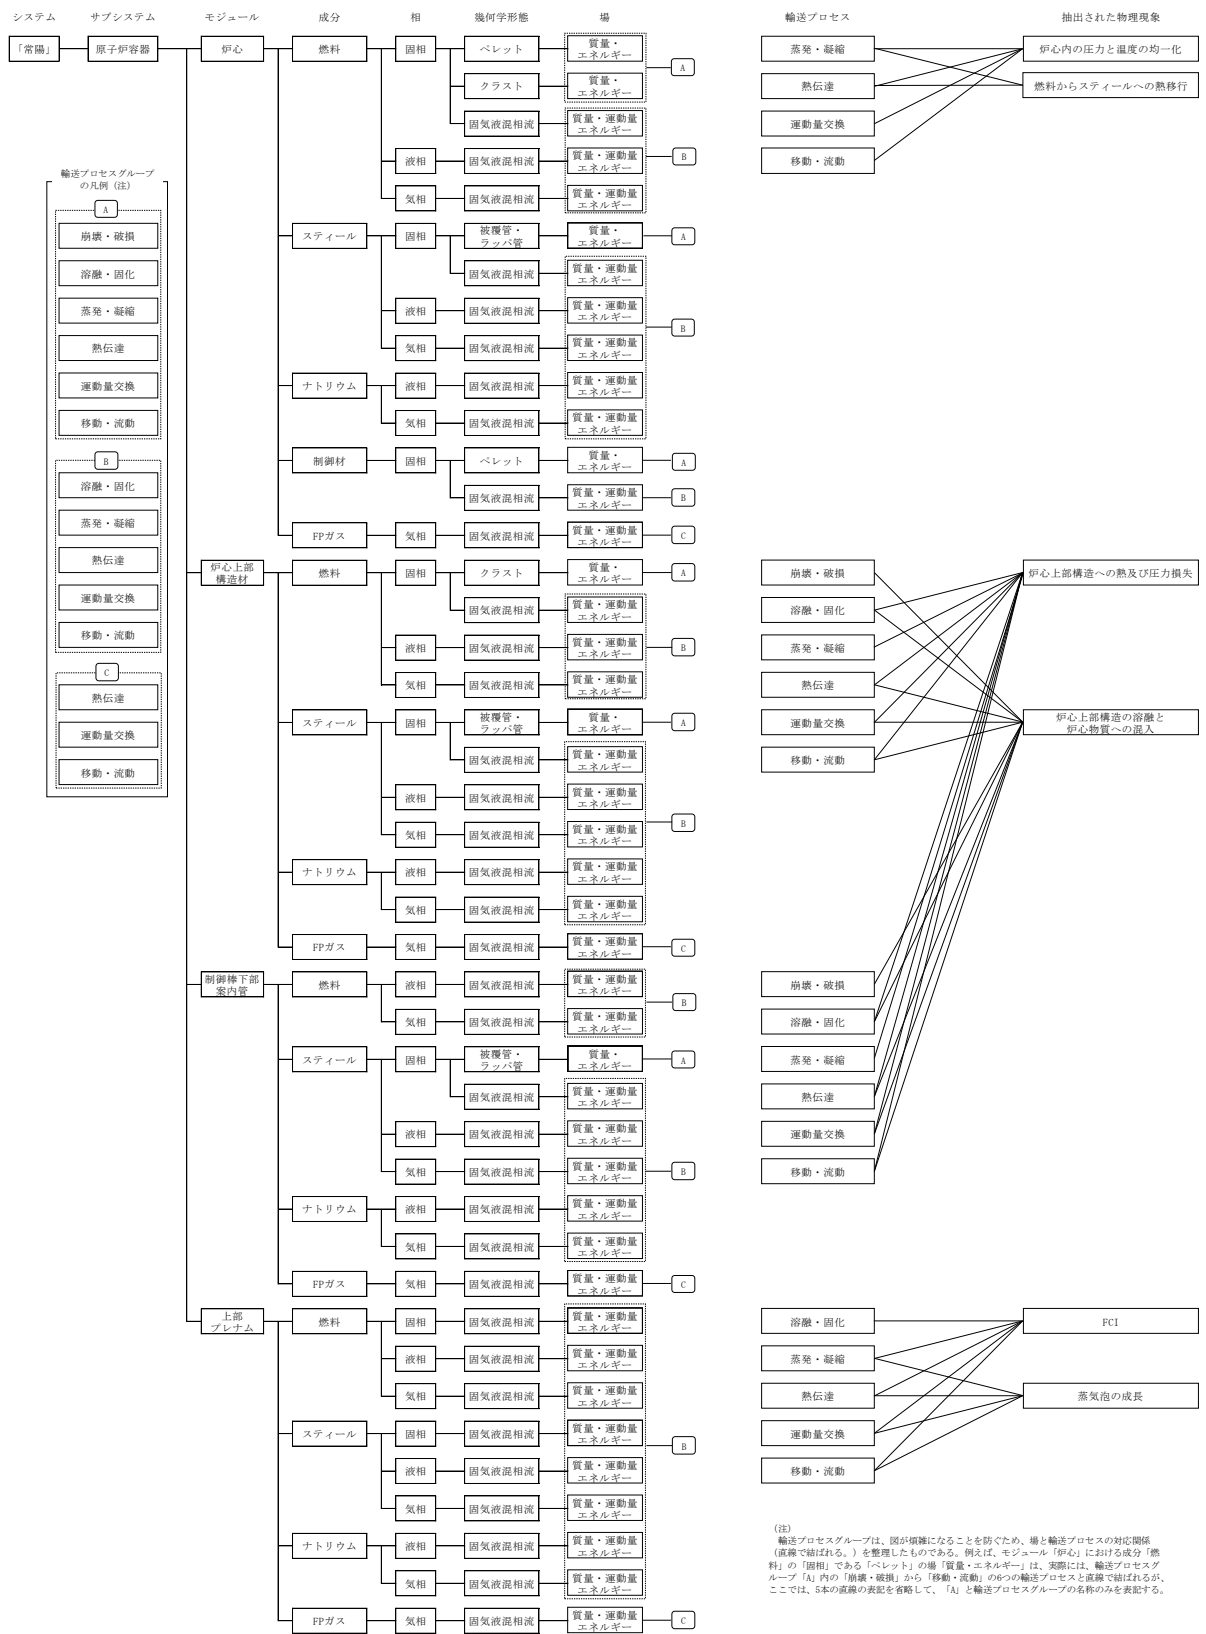 システム　サブシステム　モジュール　成分　相　幾何学形態　場　輸送プロセス　抽出された物理現象
「常陽」　原子炉容器　炉心　燃料　固相　ペレット　質量・
エネルギー　A
クラスト　質量・
エネルギー
固気液混相流　質量・運動量
エネルギー
液相　固気液混相流　質量・運動量
エネルギー　B
気相　固気液混相流　質量・運動量
エネルギー
スティール　固相　被覆管・
ラッパ管　質量・
エネルギー　A
固気液混相流　質量・運動量
エネルギー
液相　固気液混相流　質量・運動量
エネルギー　B
気相　固気液混相流　質量・運動量
エネルギー
ナトリウム　液相　固気液混相流　質量・運動量
エネルギー
気相　固気液混相流　質量・運動量
エネルギー
制御材　固相　ペレット　質量・
エネルギー　A
固気液混相流　質量・運動量
エネルギー　B
FPガス　気相　固気液混相流　質量・運動量
エネルギー　C
蒸発・凝縮　炉心内の圧力と温度の均一化
熱伝達　燃料からスティールへの熱移行
運動量交換
移動・流動
輸送プロセスグループ
の凡例（注）
A
崩壊・破損
溶融・固化
蒸発・凝縮
熱伝達
運動量交換
移動・流動
B
溶融・固化
蒸発・凝縮
熱伝達
運動量交換
移動・流動
C
熱伝達
運動量交換
移動・流動
炉心上部
構造材　燃料　固相　クラスト　質量・
エネルギー　A
固気液混相流　質量・運動量
エネルギー
液相　固気液混相流　質量・運動量
エネルギー　B
気相　固気液混相流　質量・運動量
エネルギー
スティール　固相　被覆管・
ラッパ管　質量・
エネルギー　A
固気液混相流　質量・運動量
エネルギー
液相　固気液混相流　質量・運動量
エネルギー　B
気相　固気液混相流　質量・運動量
エネルギー
ナトリウム　液相　固気液混相流　質量・運動量
エネルギー
気相　固気液混相流　質量・運動量
エネルギー
FPガス　気相　固気液混相流　質量・運動量
エネルギー　C
崩壊・破損　炉心上部構造への熱及び圧力損失
溶融・固化
蒸発・凝縮
熱伝達
運動量交換　炉心上部構造の溶融と
炉心物質への混入
移動・流動
制御棒下部
案内管　燃料　液相　固気液混相流　質量・運動量
エネルギー　B
気相　固気液混相流　質量・運動量
エネルギー
スティール　固相　被覆管・
ラッパ管　質量・
エネルギー　A
固気液混相流　質量・運動量
エネルギー
液相　固気液混相流　質量・運動量
エネルギー
気相　固気液混相流　質量・運動量
エネルギー　B
ナトリウム　液相　固気液混相流　質量・運動量
エネルギー
気相　固気液混相流　質量・運動量
エネルギー
FPガス　気相　固気液混相流　質量・運動量
エネルギー　C
崩壊・破損
溶融・固化
蒸発・凝縮
熱伝達
運動量交換
移動・流動
上部
プレナム　燃料　固相　固気液混相流　質量・運動量
エネルギー
液相　固気液混相流　質量・運動量
エネルギー
気相　固気液混相流　質量・運動量
エネルギー
スティール　固相　固気液混相流　質量・運動量
エネルギー　B
液相　固気液混相流　質量・運動量
エネルギー
気相　固気液混相流　質量・運動量
エネルギー
ナトリウム　液相　固気液混相流　質量・運動量
エネルギー
気相　固気液混相流　質量・運動量
エネルギー
FPガス　気相　固気液混相流　質量・運動量
エネルギー　C
溶融・固化　FCI
蒸発・凝縮
熱伝達　蒸気泡の成長
運動量交換
移動・流動
（注）
輸送プロセスグループは、図が煩雑になることを防ぐため、場と輸送プロセスの対応関係
（直線で結ばれる。）を整理したものである。例えば、モジュール「炉心」における成分「燃
料」の「固相」である「ペレット」の場「質量・エネルギー」は、実際には、輸送プロセスグ
ループ「A」内の「崩壊・破損」から「移動・流動」の6つの輸送プロセスと直線で結ばれるが、
ここでは、5本の直線の表記を省略して、「A」と輸送プロセスグループの名称のみを表記する。